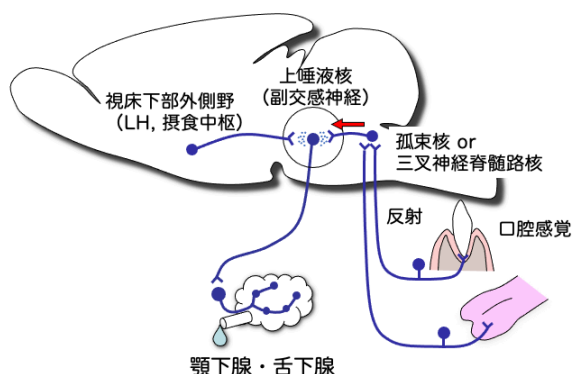 上唾液核
（副交感神経）
視床下部外側野
（LH, 摂食中枢）
孤束核 or
三叉神経脊髄路核
反射
口腔感覚
顎下腺・舌下腺